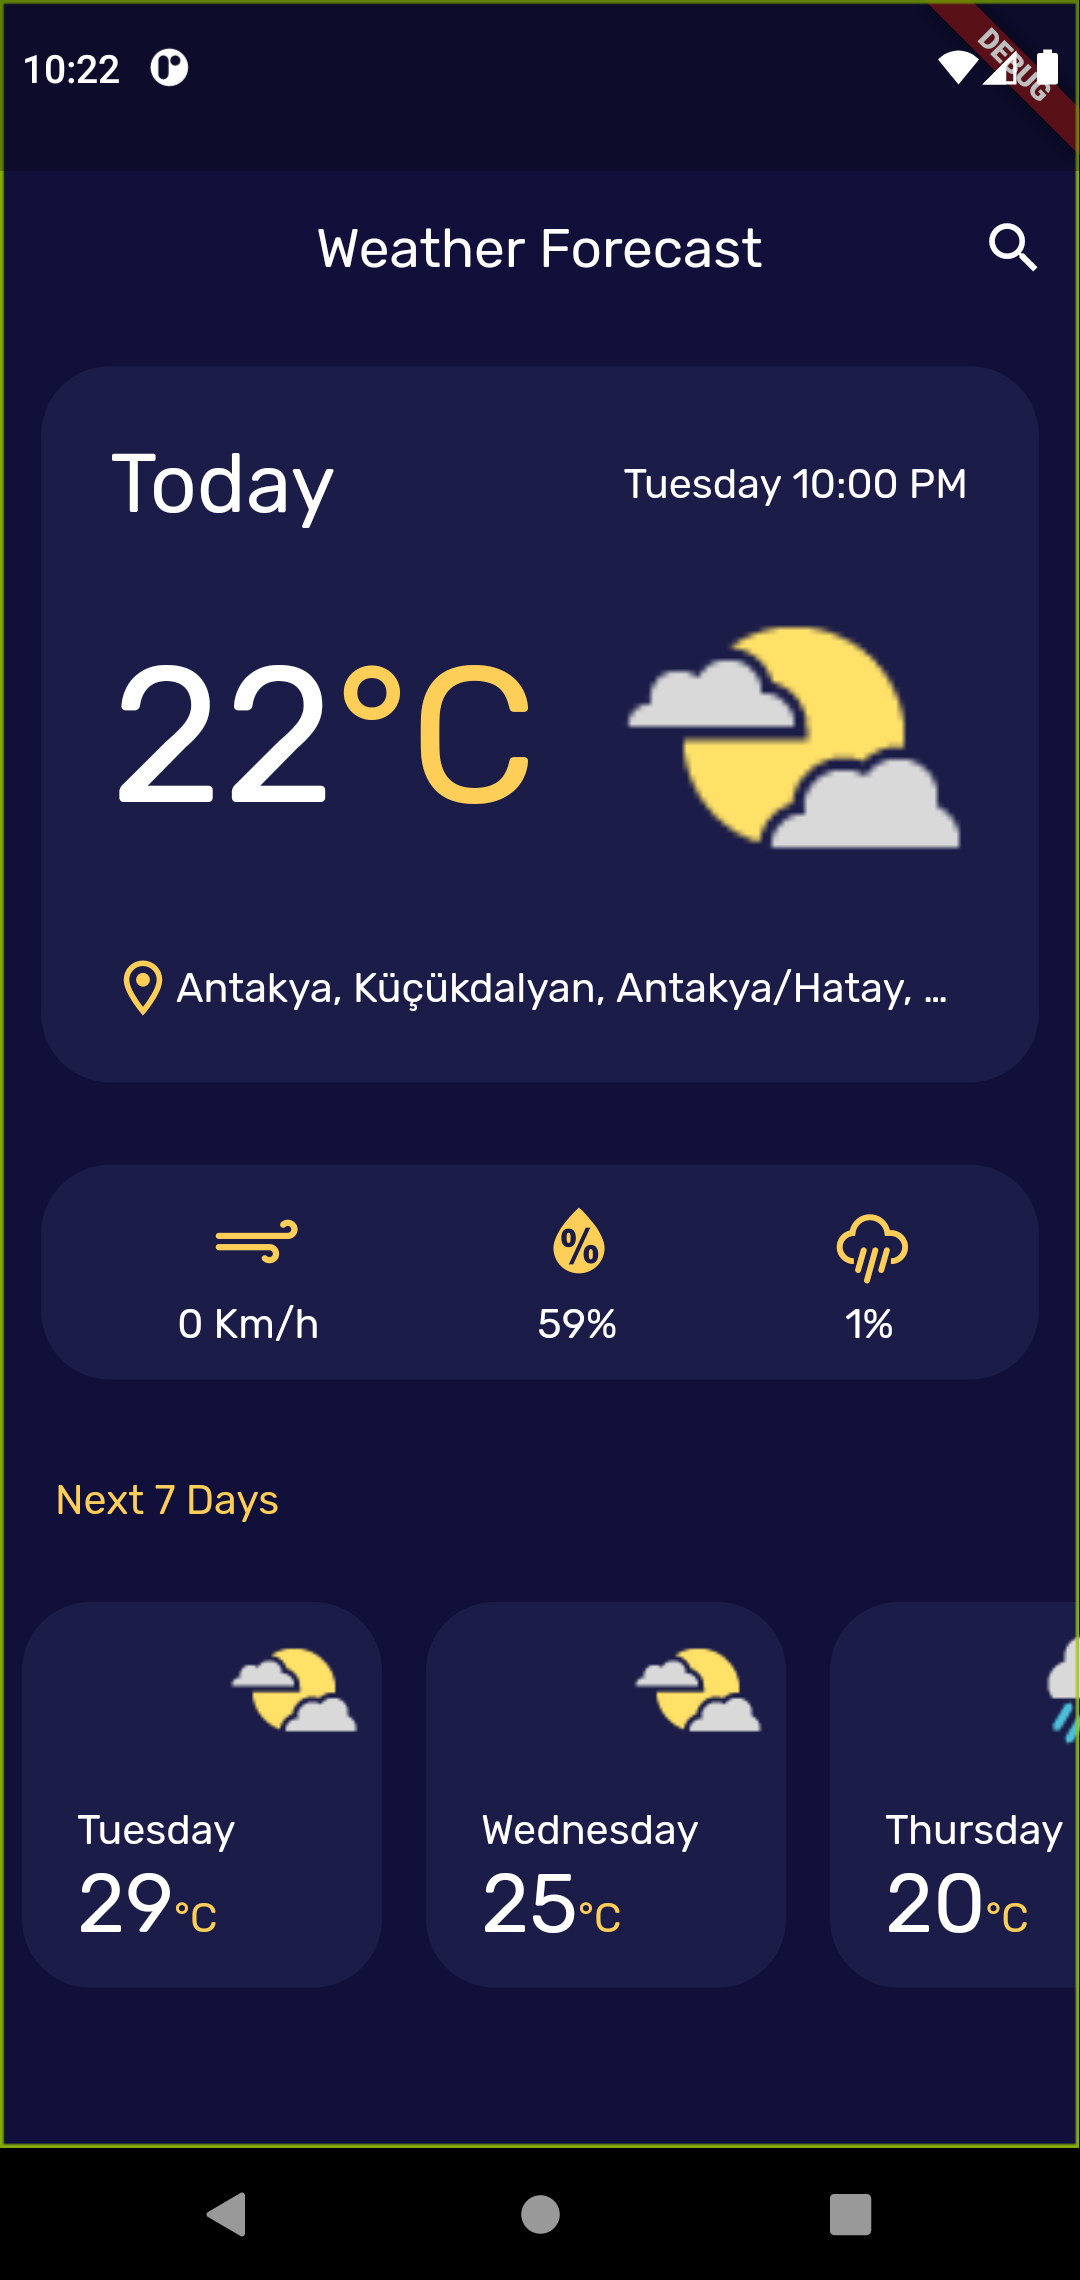 10:22
DEBUG
Weather Forecast
Today
Tuesday 10:00 PM
22°C
Antakya, Küçükdalyan, Antakya/Hatay, ...
0 Km/h
59%
1%
Next 7 Days
Tuesday
29°C
Wednesday
25°C
Thursday
20°C